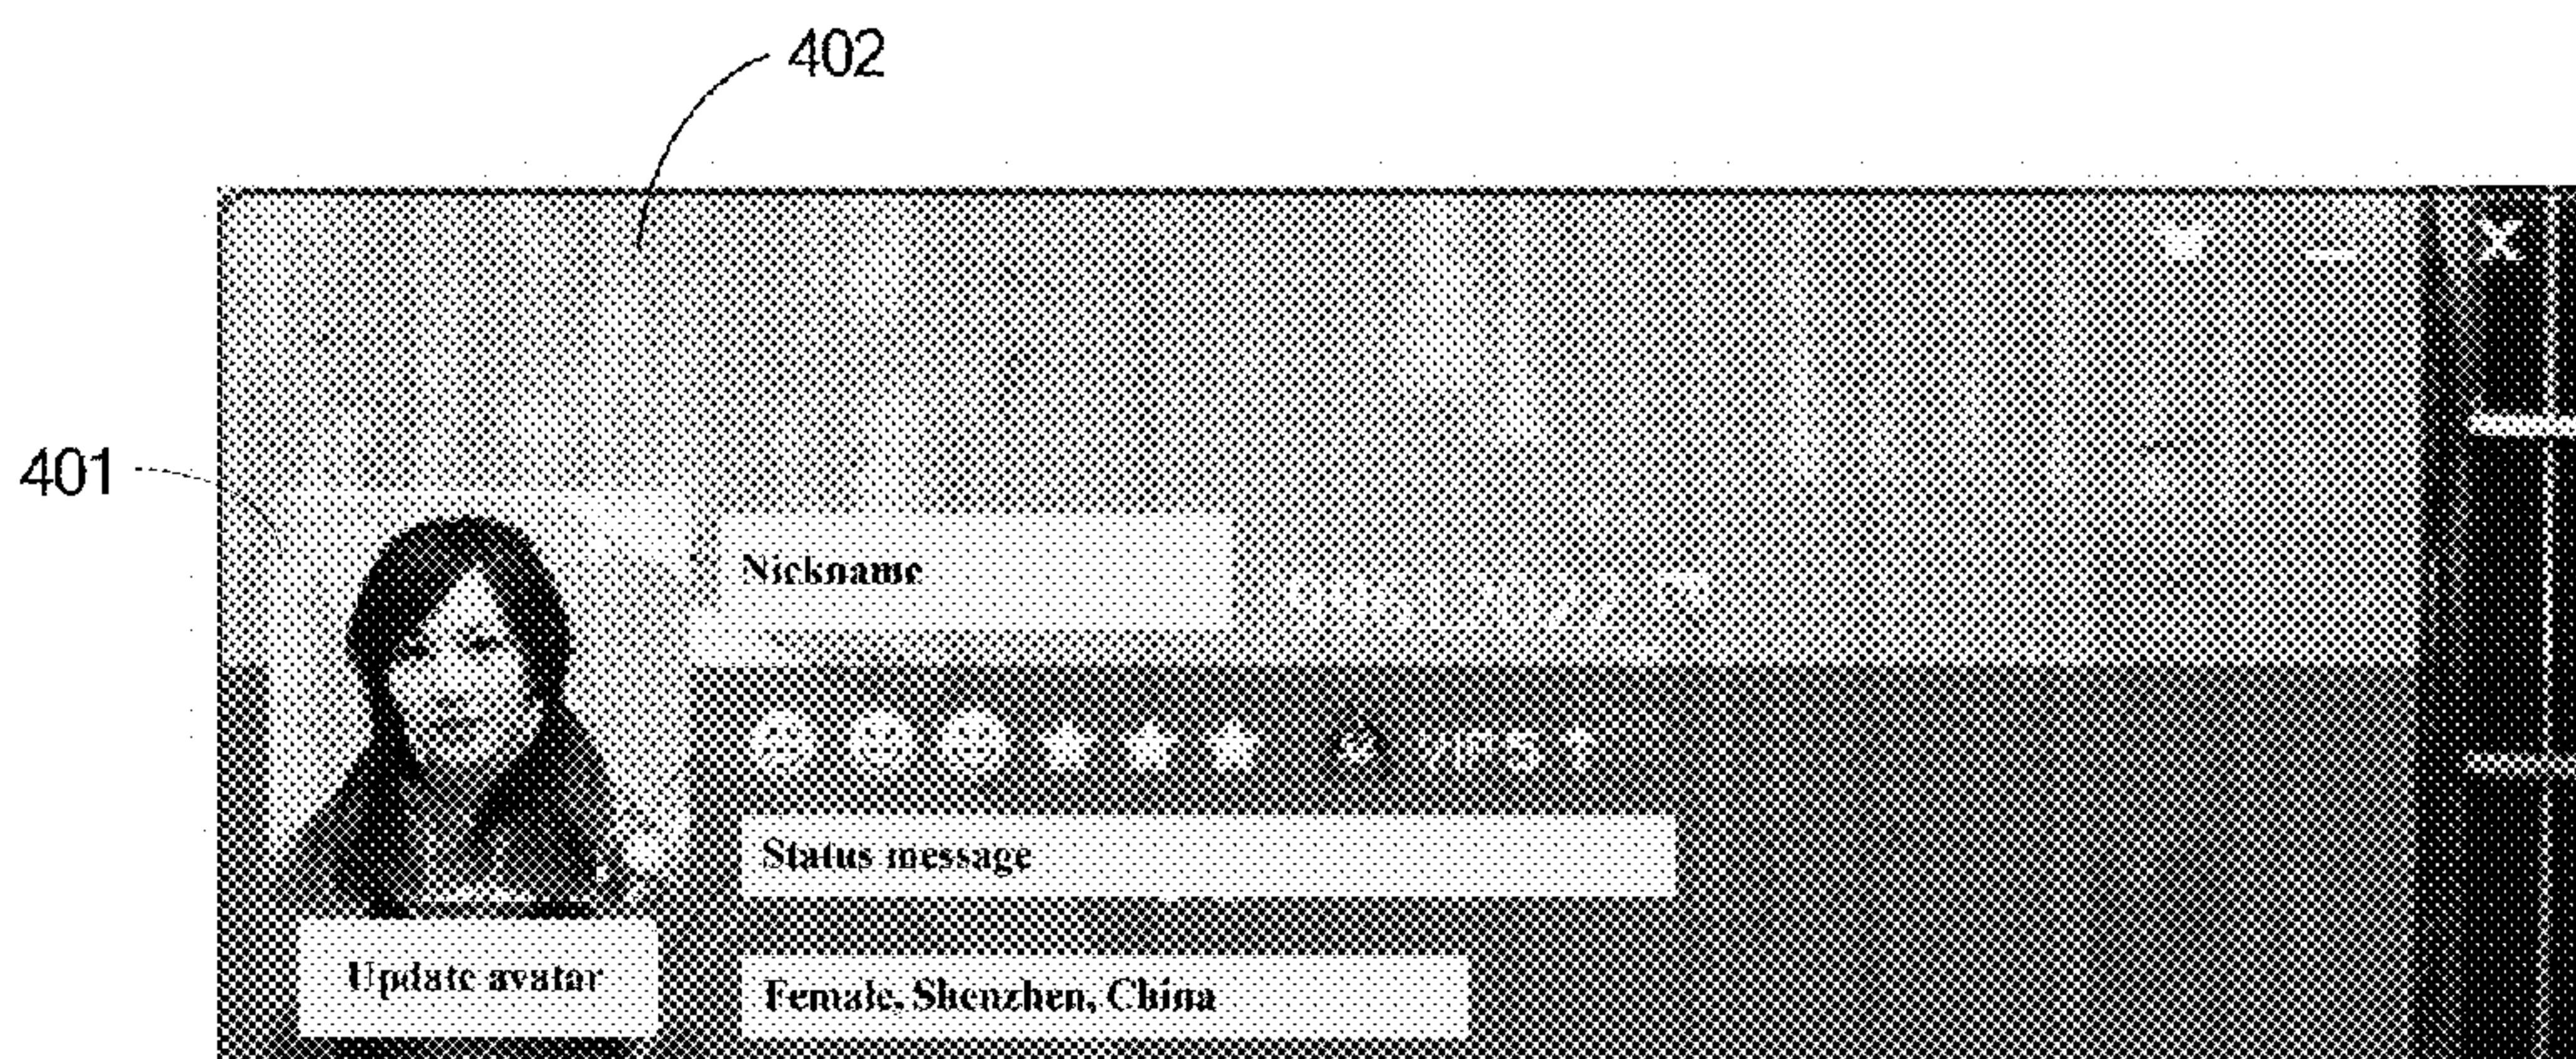 402
401
Nickname
Status message
Update avatar
Female, Shenzhen, China